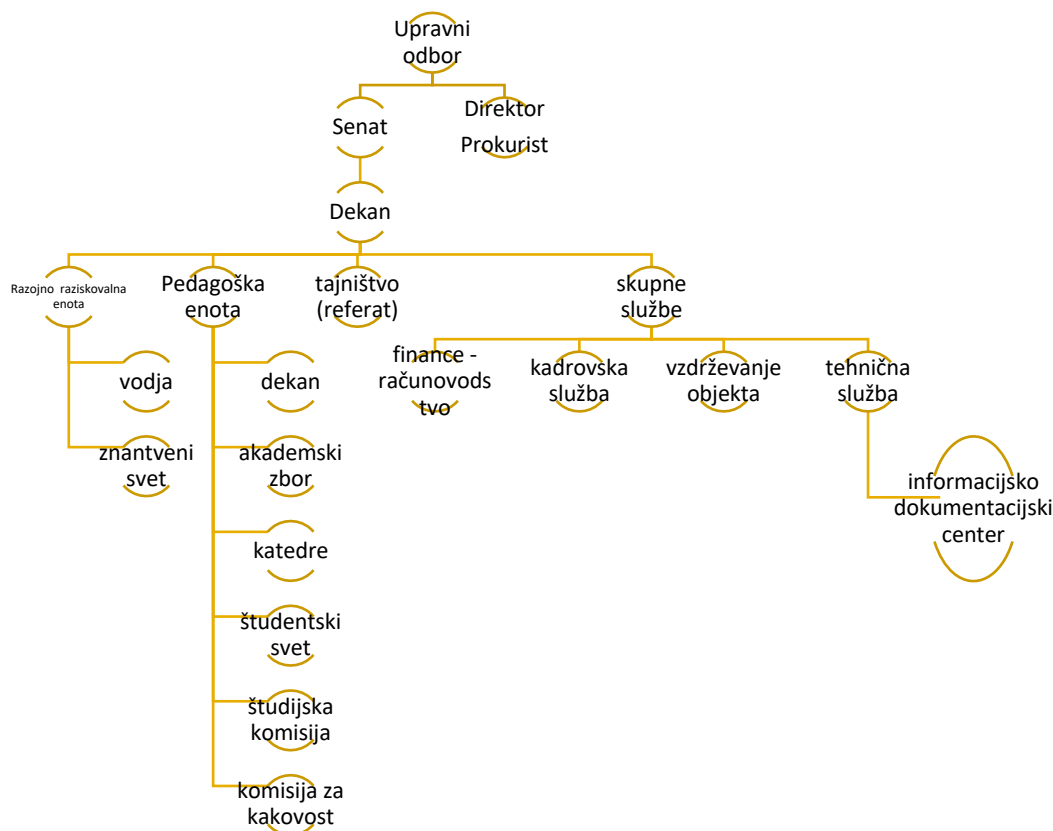 Upravni
odbor
Senat
Direktor
Prokurist
Dekan
Razojno raziskovalna
enota
Pedagoška
enota
tajništvo
(referat)
skupne
službe
vodja
znantveni
svet
dekan
akademski
zbor
katedre
študentski
svet
študijska
komisija
komisija za
kakovost
finance -
računovods
tvo
kadrovska
služba
vzdrževanje
objekta
tehnična
služba
informacijsko
dokumentacijski
center